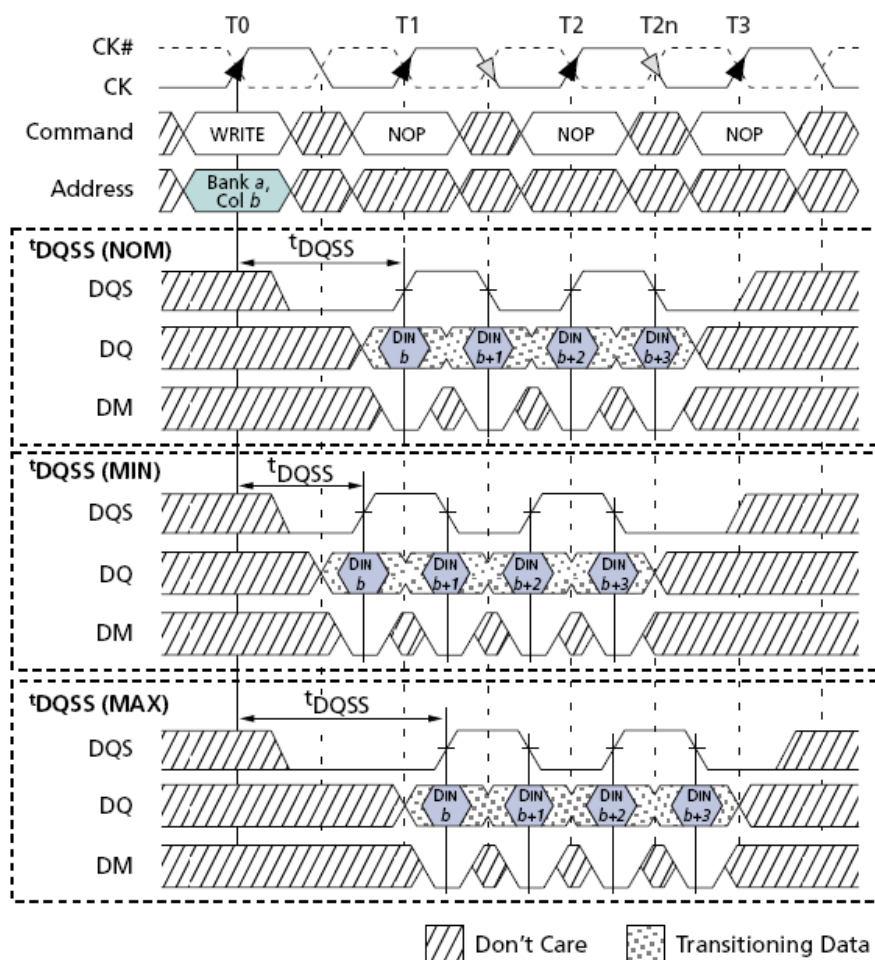 T0 T1 T2 T2n T3
CK#
CK
Command WRITE NOP NOP NOP
Address Bank a,
Col b
tDQSS (NOM) tDQSS
DQS
DQ DIN b DIN b+1 DIN b+2 DIN b+3
DM
tDQSS (MIN) tDQSS
DQS
DQ DIN b DIN b+1 DIN b+2 DIN b+3
DM
tDQSS (MAX) tDQSS
DQS
DQ DIN b DIN b+1 DIN b+2 DIN b+3
DM
Don't Care Transitioning Data